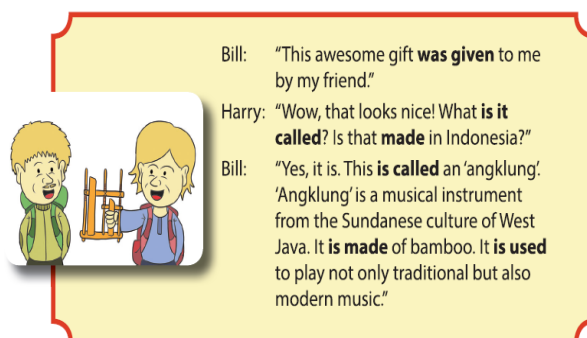 Bill: “This awesome gift was given to me
by my friend.”
Harry: “Wow, that looks nice! What is it
called? Is that made in Indonesia?”
Bill: “Yes, it is. This is called an ‘angklung’.
‘Angklung’ is a musical instrument
from the Sundanese culture of West
Java. It is made of bamboo. It is used
to play not only traditional but also
modern music.”